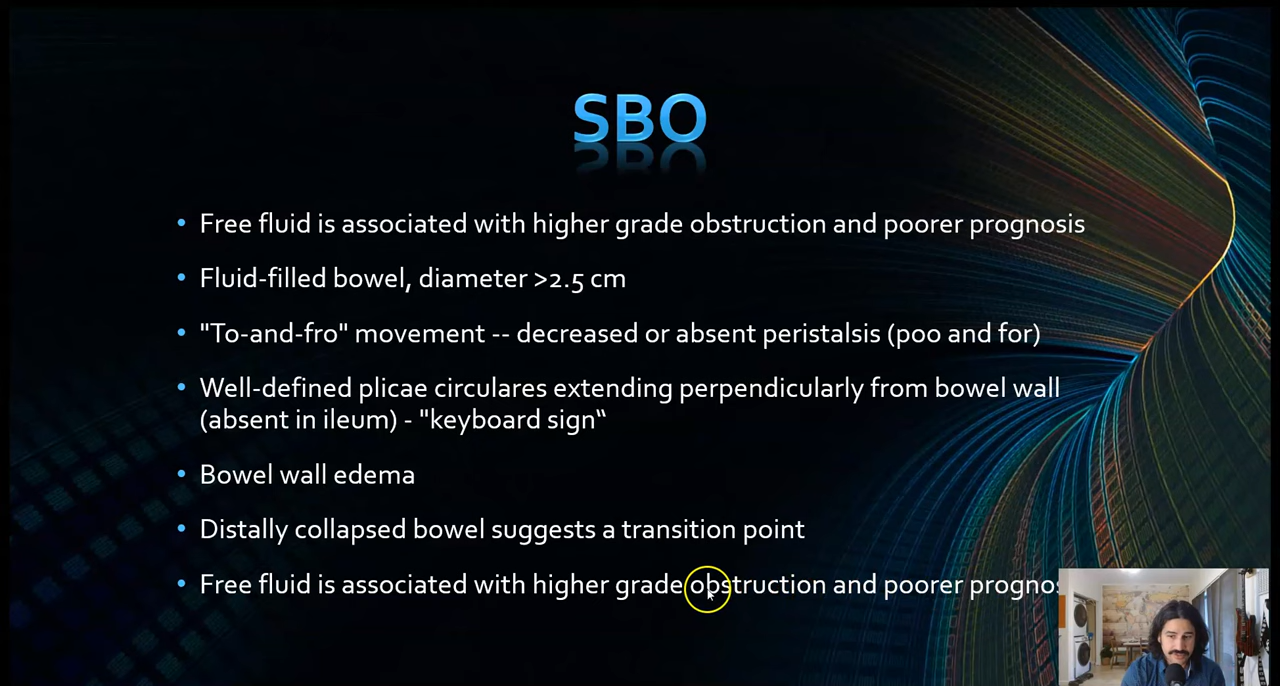 SBO
• Free fluid is associated with higher grade obstruction and poorer prognosis
• Fluid-filled bowel, diameter >2.5 cm
• "To-and-fro" movement -- decreased or absent peristalsis (poo and for)
• Well-defined plicae circulares extending perpendicularly from bowel wall
(absent in ileum) - "keyboard sign“
• Bowel wall edema
• Distally collapsed bowel suggests a transition point
• Free fluid is associated with higher grade obstruction and poorer progno